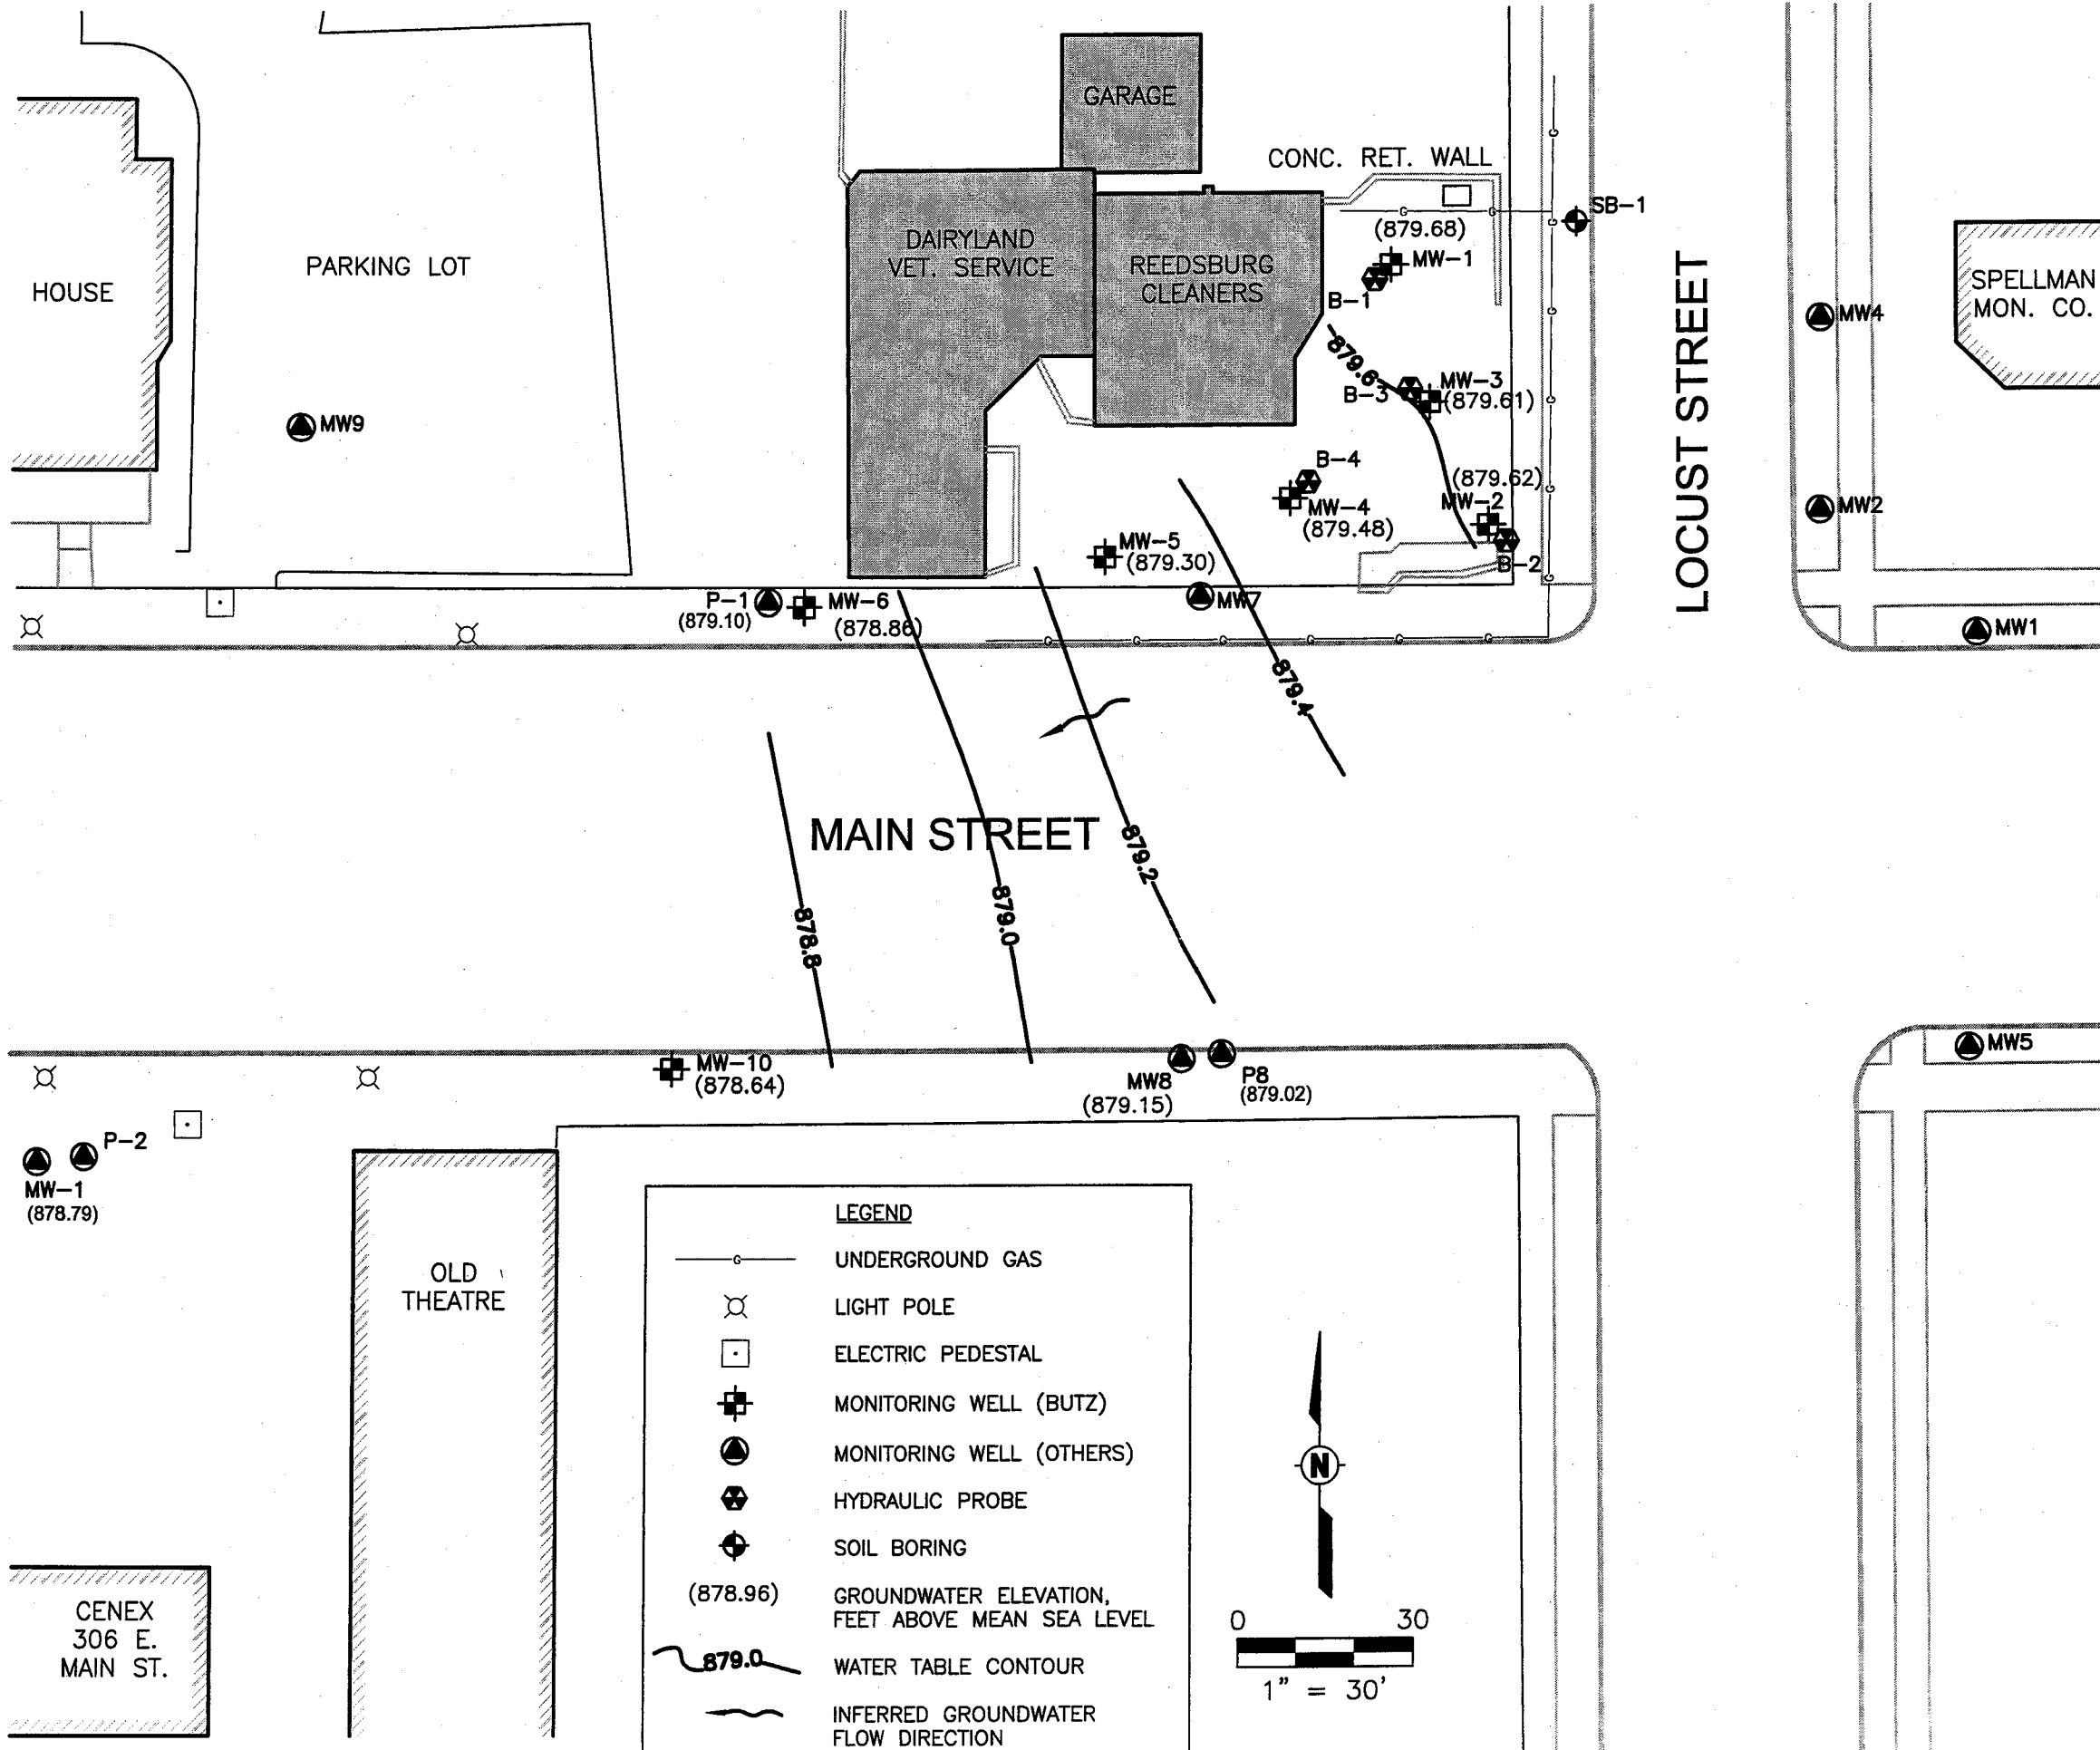 GARAGE
CONC. RET. WALL
SB-1
(879.68)
MW-1
B-1
DAIRYLAND
VET. SERVICE
REEDSBURG
CLEANERS
HOUSE
PARKING LOT
SPELLMAN
MON. CO.
MW4
LOCUST STREET
879.6
MW-3
B-3
(879.61)
MW9
B-4
(879.62)
MW-2
MW-4
(879.48)
MW2
MW-5
(879.30)
B-2
P-1
(879.10)
MW-6
(878.86)
MW7
MW1
G G G G G G
G
G
G
G
G
G
G G
879.4
MAIN STREET
879.2
879.0
878.8
MW-10
(878.64)
MW8
(879.15)
P8
(879.02)
MW5
P-2
MW-1
(878.79)
OLD
THEATRE
CENEX
306 E.
MAIN ST.
LEGEND
G UNDERGROUND GAS
LIGHT POLE
ELECTRIC PEDESTAL
MONITORING WELL (BUTZ)
MONITORING WELL (OTHERS)
HYDRAULIC PROBE
SOIL BORING
(878.96) GROUNDWATER ELEVATION,
FEET ABOVE MEAN SEA LEVEL
879.0 WATER TABLE CONTOUR
INFERRED GROUNDWATER
FLOW DIRECTION
N
0 30
1" = 30'